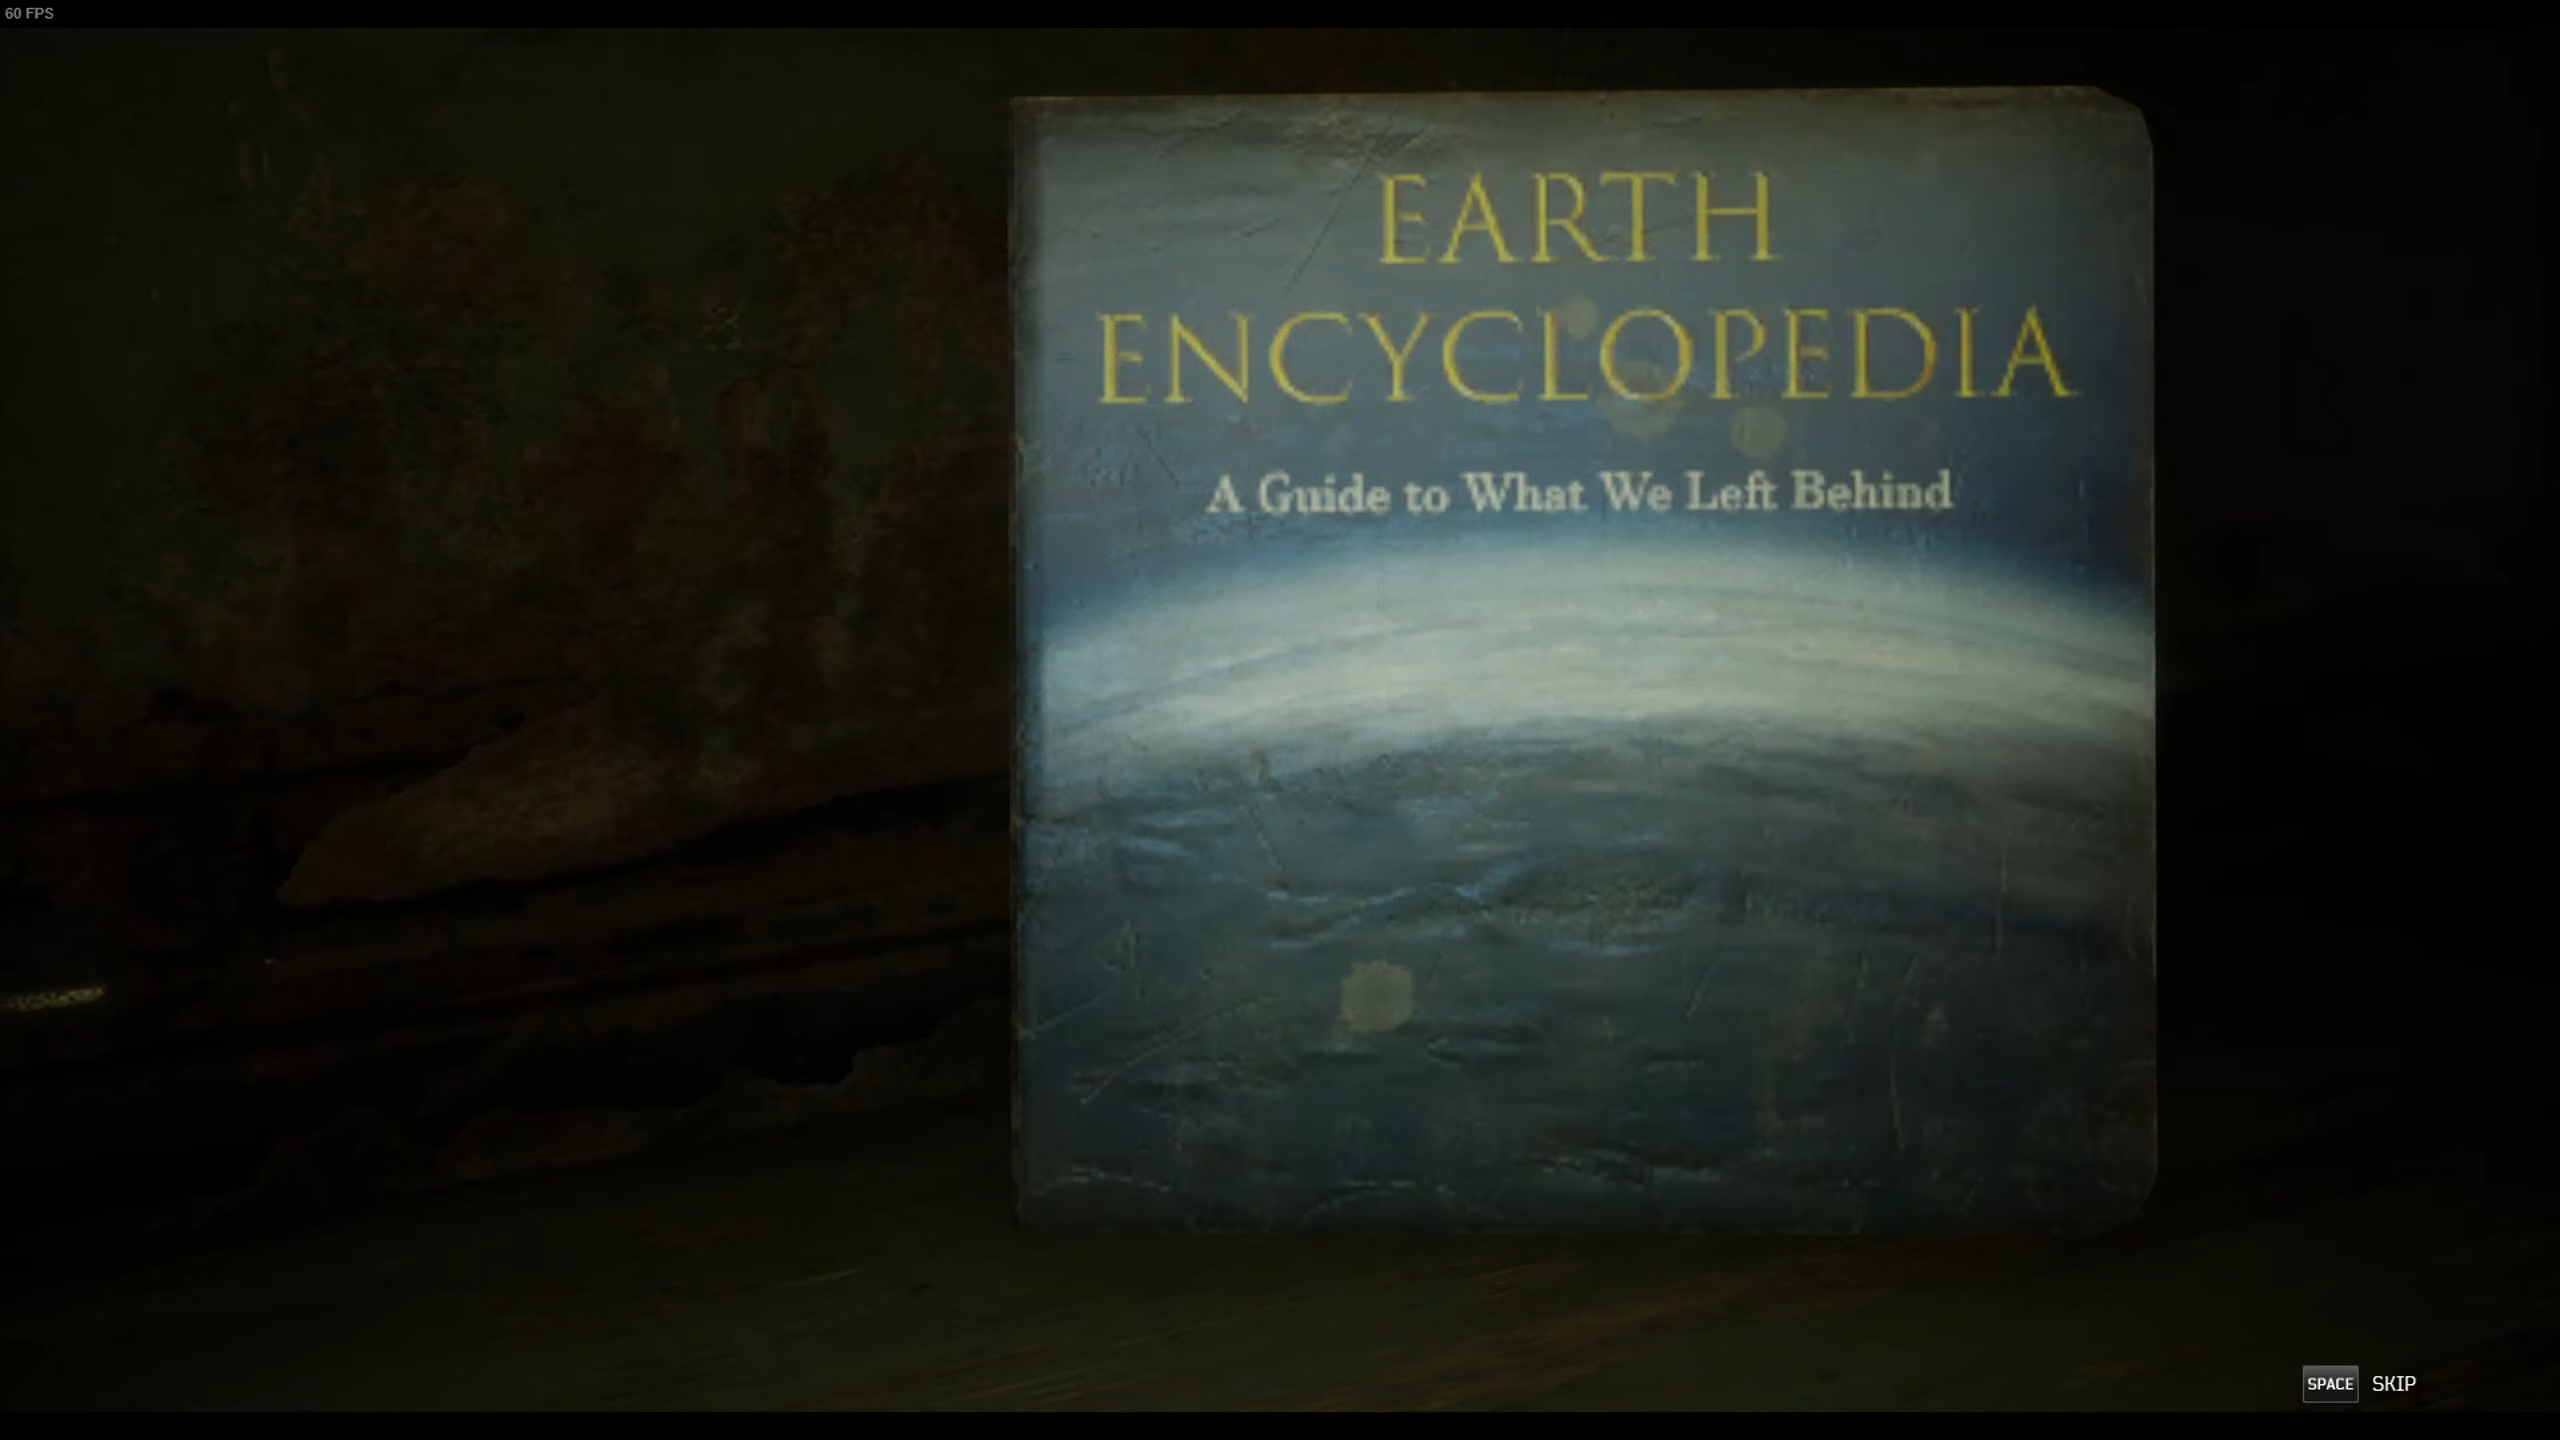 60 FPS
EARTH
ENCYCLOPEDIA
A Guide to What We Left Behind
SPACE SKIP